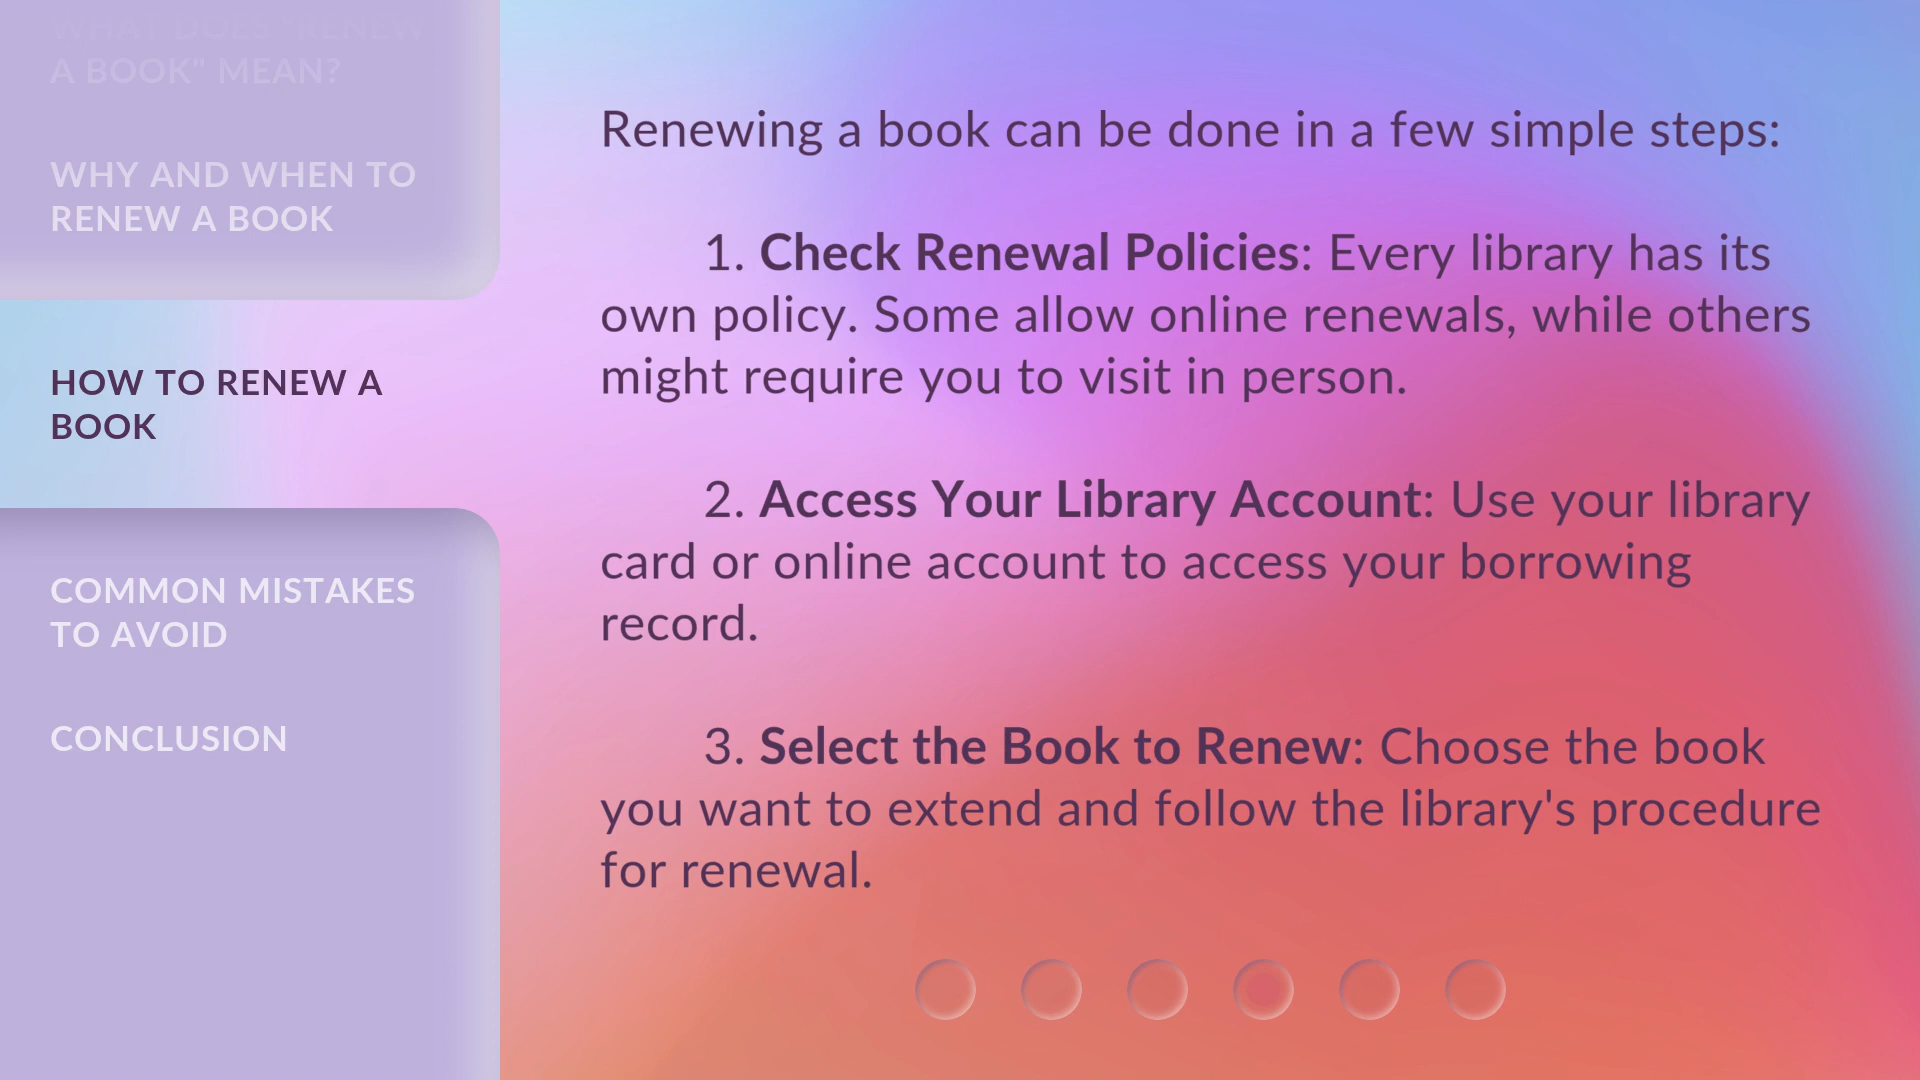 WHAT DOES "RENEW
A BOOK" MEAN?
WHY AND WHEN TO
RENEW A BOOK
HOW TO RENEW A
BOOK
COMMON MISTAKES
TO AVOID
CONCLUSION
Renewing a book can be done in a few simple steps:
1. Check Renewal Policies: Every library has its
own policy. Some allow online renewals, while others
might require you to visit in person.
2. Access Your Library Account: Use your library
card or online account to access your borrowing
record.
3. Select the Book to Renew: Choose the book
you want to extend and follow the library's procedure
for renewal.